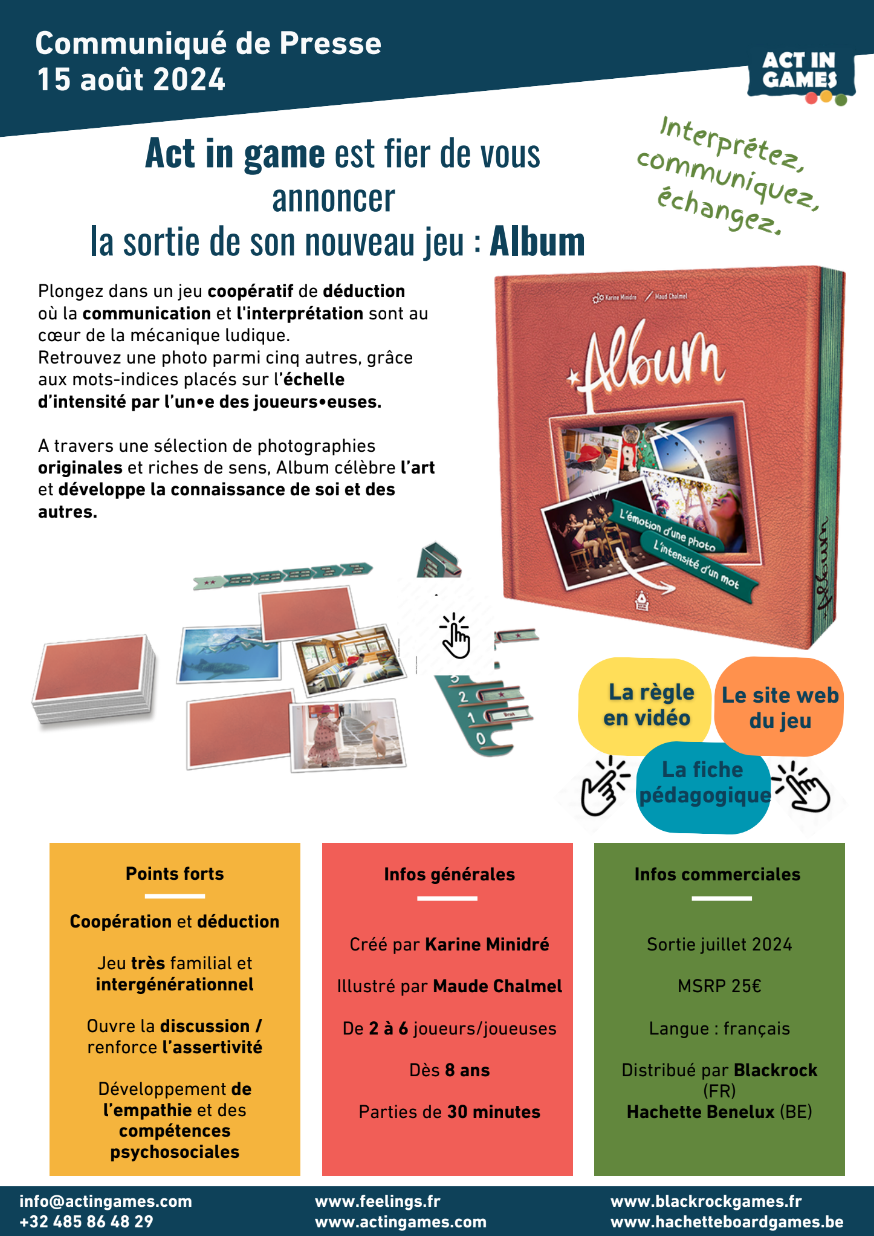 Communiqué de Presse
15 août 2024
ACT IN
GAMES
Act in game est fier de vous
annoncer
la sortie de son nouveau jeu : Album
Interprétez,
communiquez,
échangez.
Plongez dans un jeu coopératif de déduction
où la communication et l'interprétation sont au
cœur de la mécanique ludique.
Retrouvez une photo parmi cinq autres, grâce
aux mots-indices placés sur l'échelle
d'intensité par l'un•e des joueurs•euses.
A travers une sélection de photographies
originales et riches de sens, Album célèbre l'art
et développe la connaissance de soi et des
autres.
Karine Minidré Maud Chalmel
Album
L'émotion d'une photo
L'intensité d'un mot
Album
3
2
1
0
La règle
en vidéo
Le site web
du jeu
La fiche
pédagogique
Points forts
Coopération et déduction
Jeu très familial et
intergénérationnel
Ouvre la discussion /
renforce l'assertivité
Développement de
l'empathie et des
compétences
psychosociales
Infos générales
Créé par Karine Minidré
Illustré par Maude Chalmel
De 2 à 6 joueurs/joueuses
Dès 8 ans
Parties de 30 minutes
Infos commerciales
Sortie juillet 2024
MSRP 25€
Langue : français
Distribué par Blackrock
(FR)
Hachette Benelux (BE)
info@actingames.com
+32 485 86 48 29
www.feelings.fr
www.actingames.com
www.blackrockgames.fr
www.hachetteboardgames.be